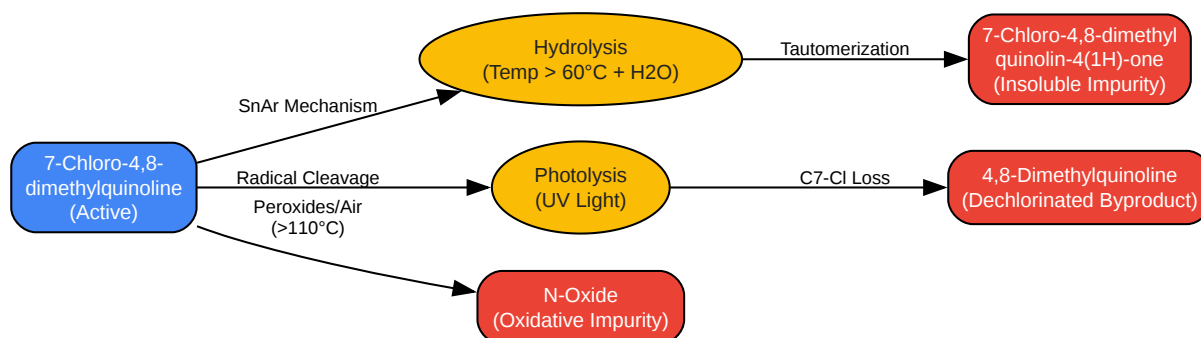 Hydrolysis
(Temp > 60°C + H2O)
Tautomerization
7-Chloro-4,8-dimethyl
quinolin-4(1H)-one
(Insoluble Impurity)
SnAr Mechanism
7-Chloro-4,8-
dimethylquinoline
(Active)
Radical Cleavage
Photolysis
(UV Light)
C7-Cl Loss
4,8-Dimethylquinoline
(Dechlorinated Byproduct)
Peroxides/Air
(>110°C)
N-Oxide
(Oxidative Impurity)